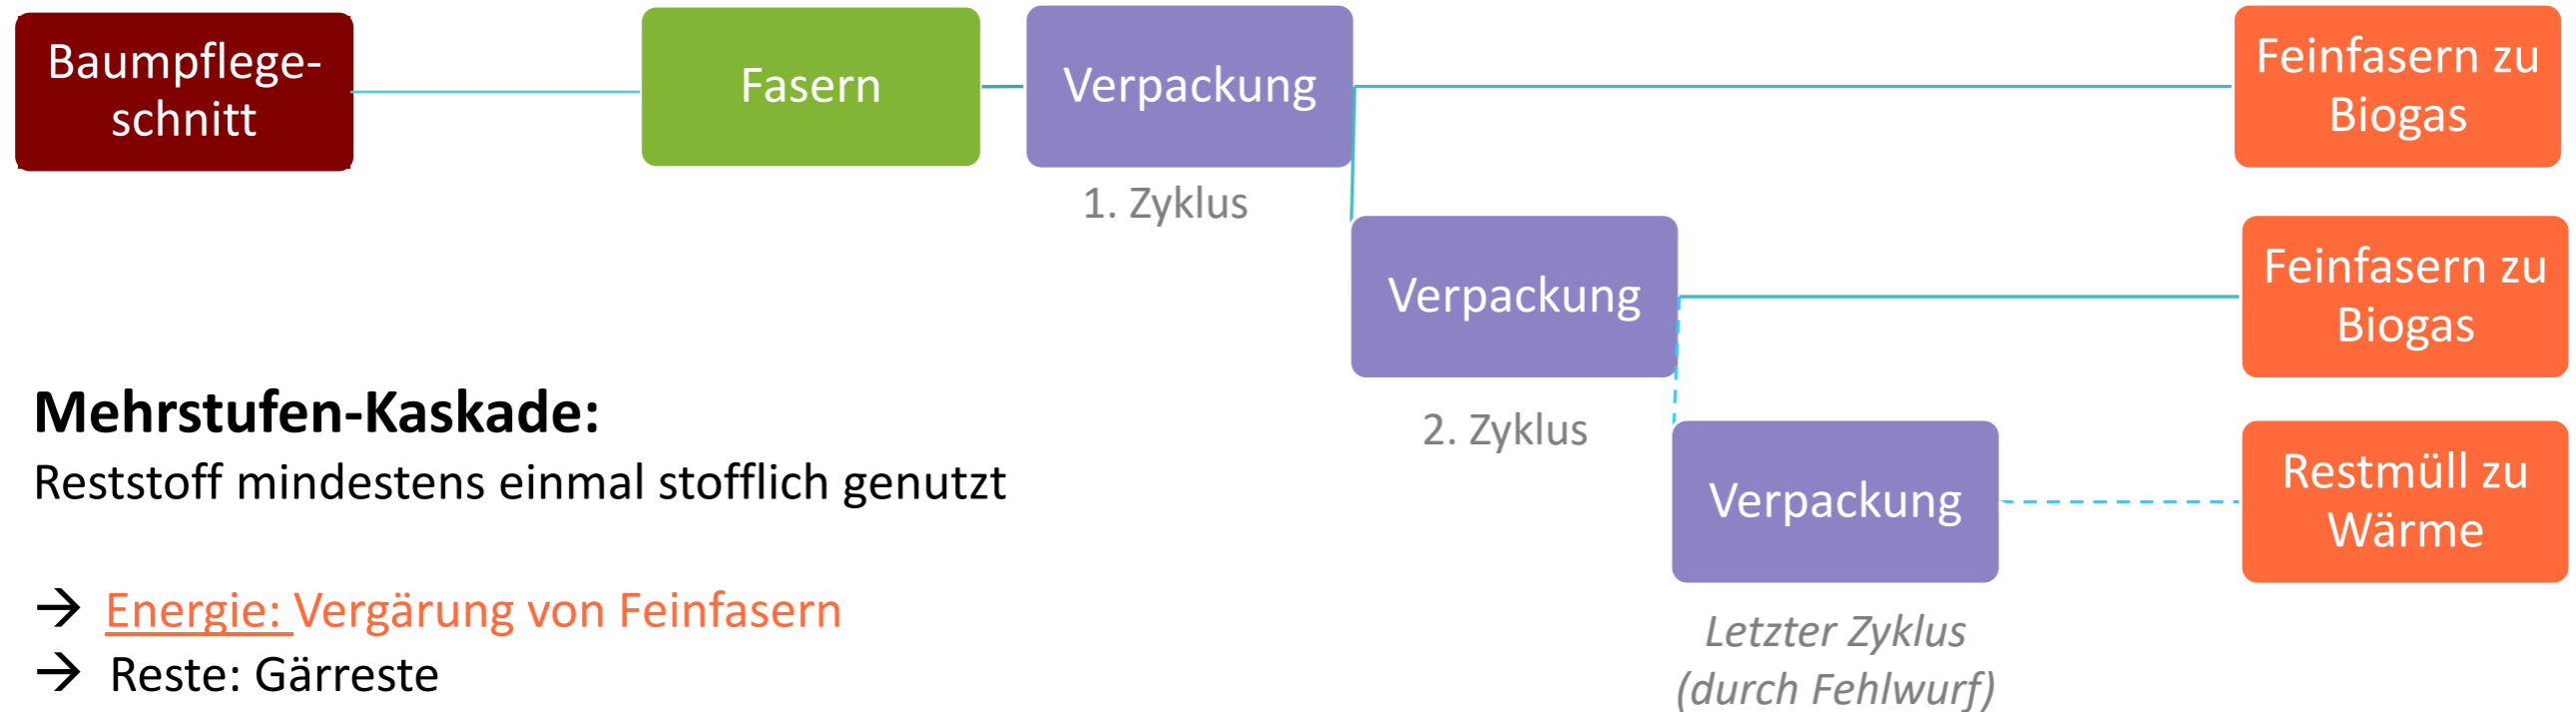 Baumpflege-
schnitt
Fasern
Verpackung
1. Zyklus
Feinfasern zu
Biogas
Verpackung
2. Zyklus
Feinfasern zu
Biogas
Verpackung
Letzter Zyklus
(durch Fehlwurf)
Restmüll zu
Wärme
Mehrstufen-Kaskade:
Reststoff mindestens einmal stofflich genutzt
→ Energie: Vergärung von Feinfasern
→ Reste: Gärreste